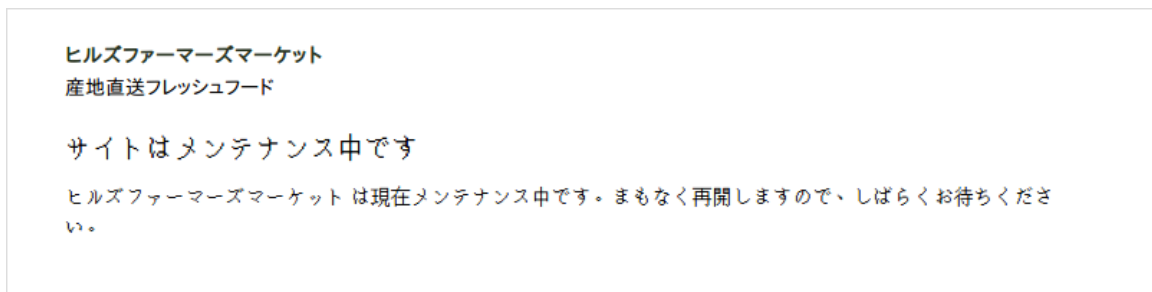 ヒルズファーマーズマーケット
産地直送フレッシュフード
サイトはメンテナンス中です
ヒルズファーマーズマーケット は現在メンテナンス中です。まもなく再開しますので、しばらくお待ちくださ
い。